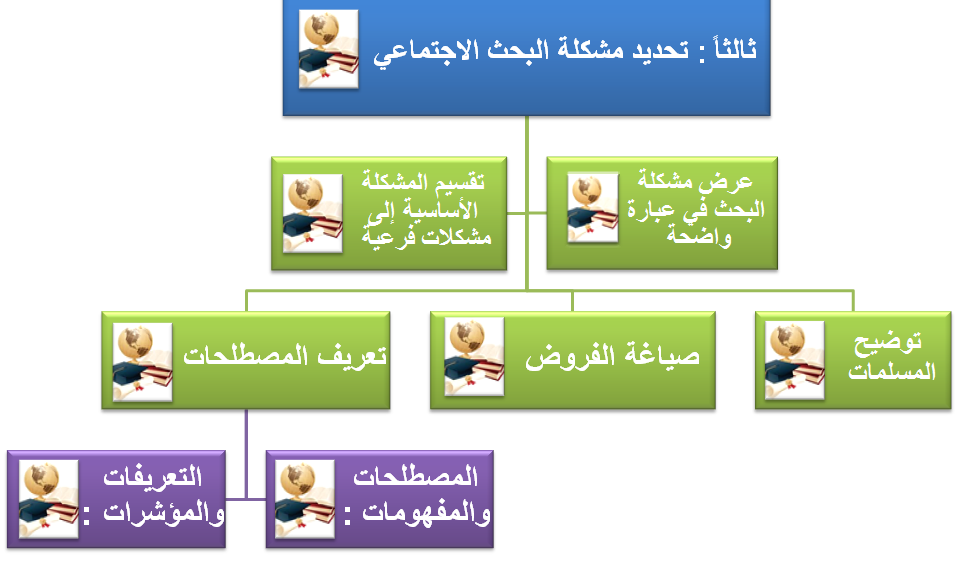 ثالثاً : تحديد مشكلة البحث الاجتماعي
عرض مشكلة
البحث في عبارة
واضحة
تقسيم المشكلة
الأساسية إلى
مشكلات فرعية
توضيح
المسلمات
صياغة الفروض
تعريف المصطلحات
المصطلحات
والمفهومات :
التعريفات
والمؤشرات :